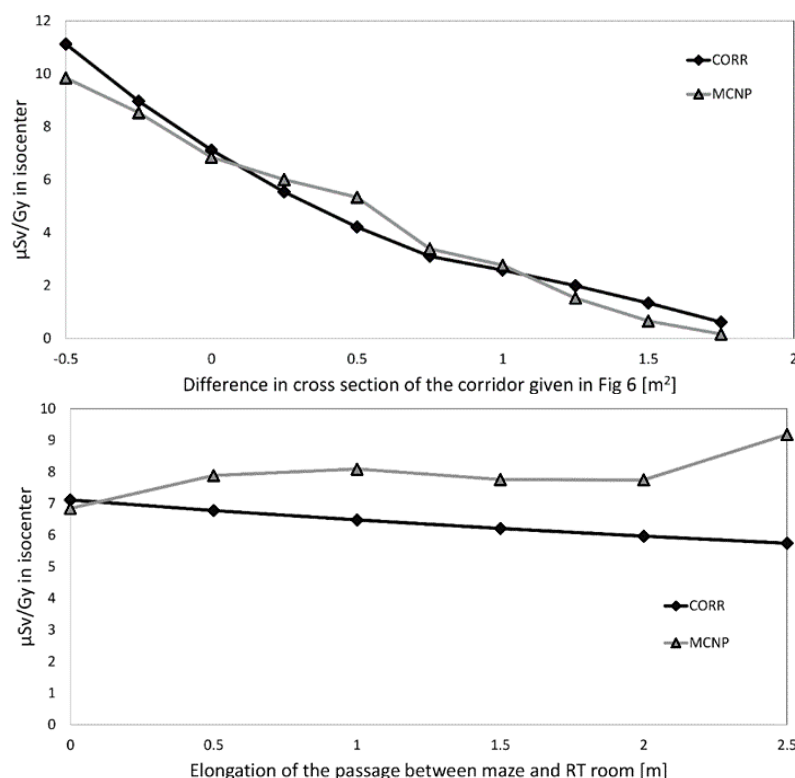 12
10
8
6
4
2
0
µSv/Gy in isocenter
CORR
MCNP
-0.5 0 0.5 1 1.5 2
Difference in cross section of the corridor given in Fig 6 [m²]
10
9
8
7
6
5
4
3
2
1
0
µSv/Gy in isocenter
CORR
MCNP
0 0.5 1 1.5 2 2.5
Elongation of the passage between maze and RT room [m]